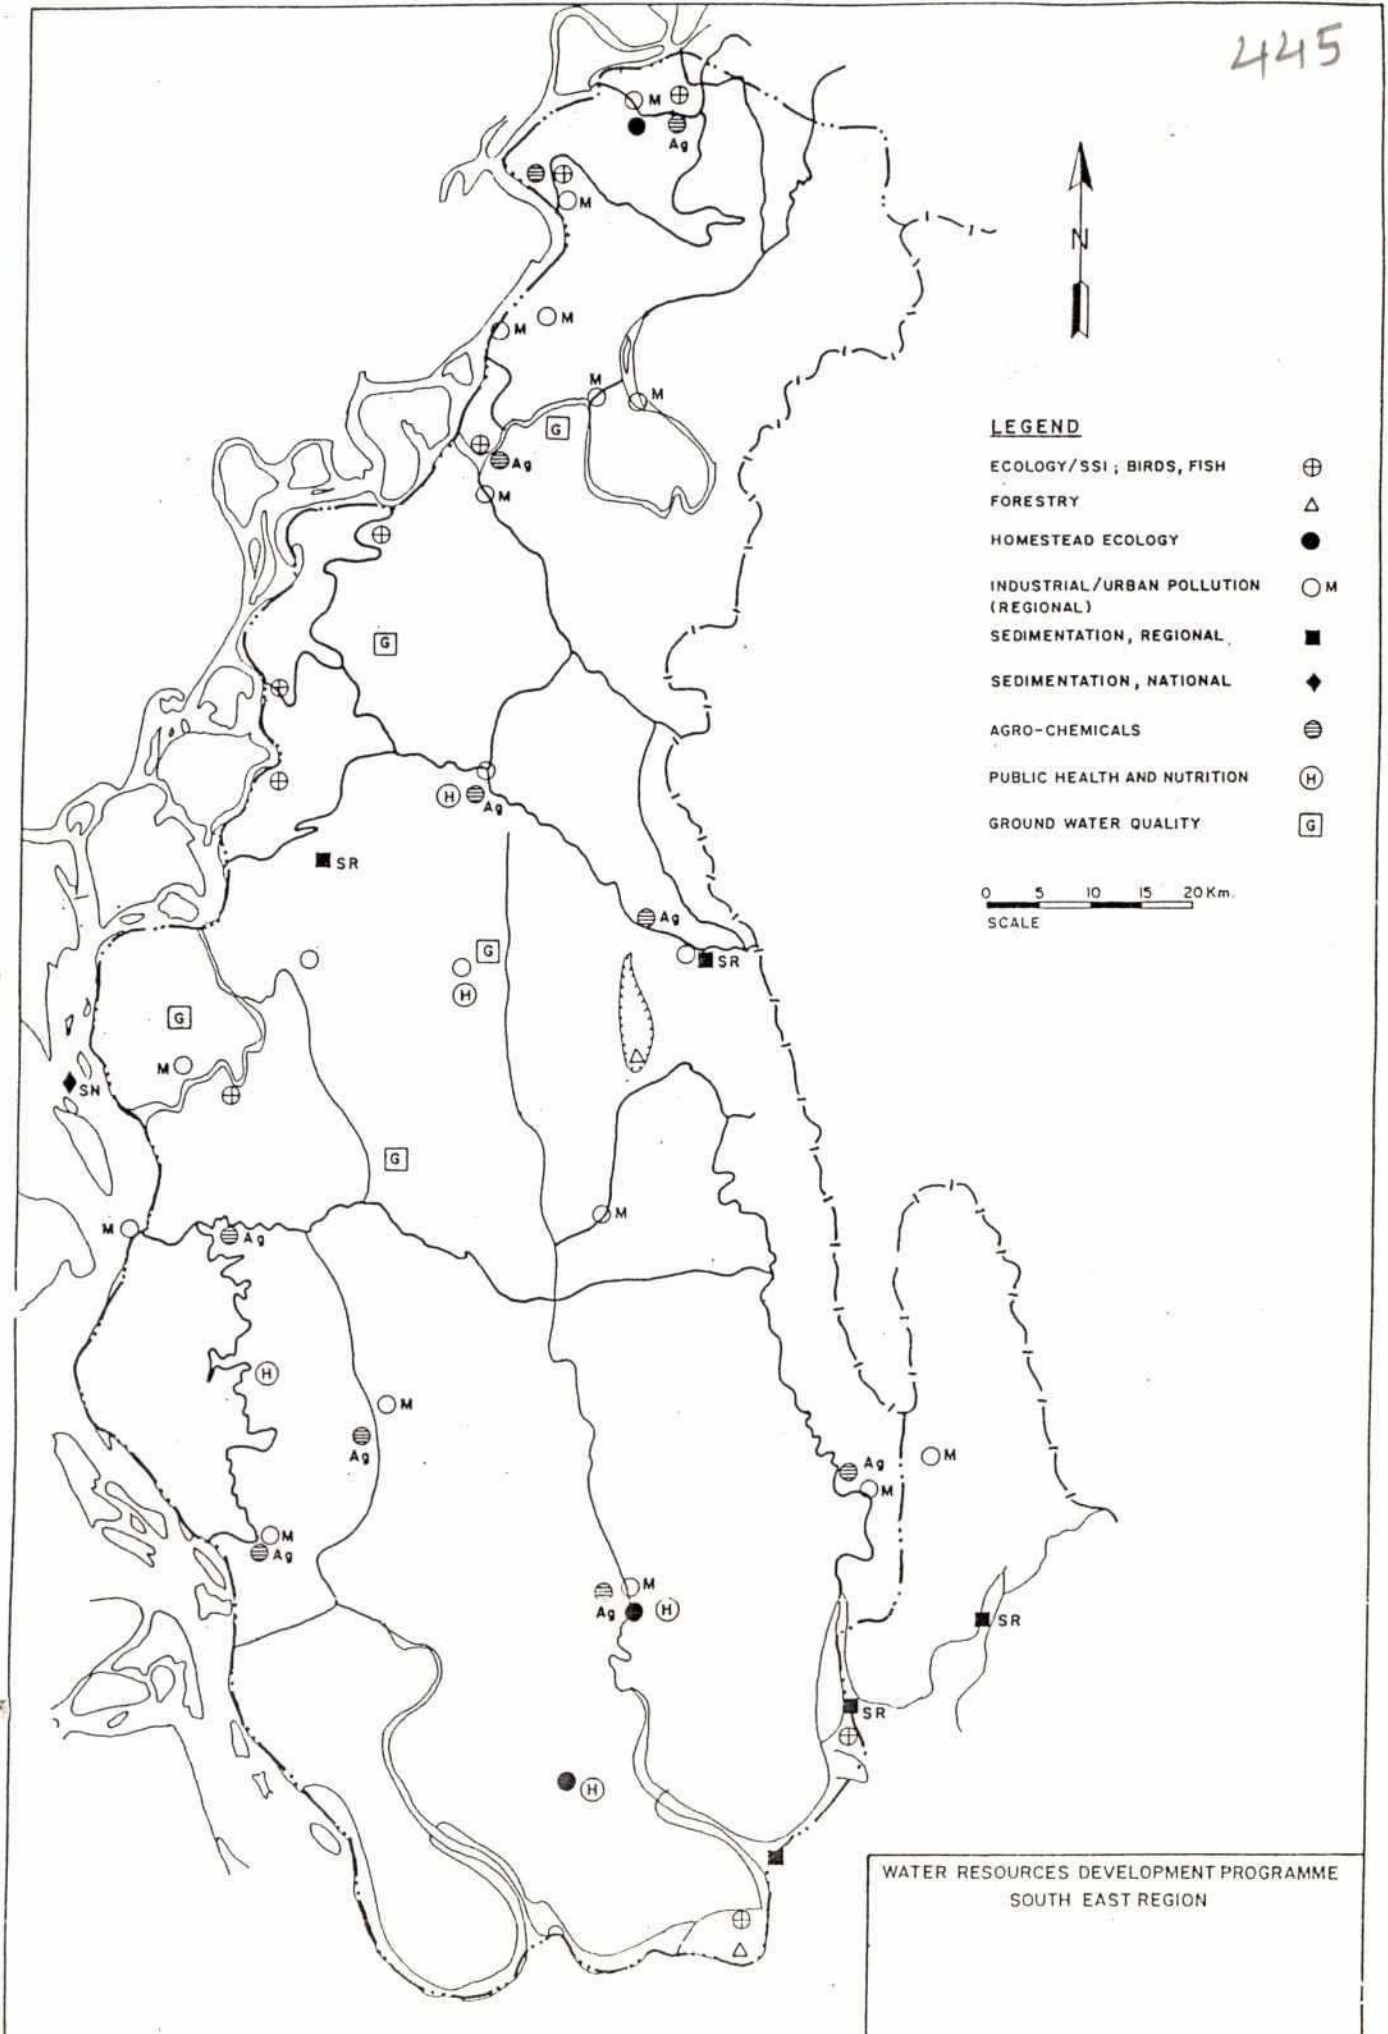 445
M
Ag
M
N
M
M
M
M
G
Ag
M
LEGEND
ECOLOGY/SSI ; BIRDS, FISH
FORESTRY
HOMESTEAD ECOLOGY
INDUSTRIAL/URBAN POLLUTION M
(REGIONAL)
SEDIMENTATION, REGIONAL
SEDIMENTATION, NATIONAL
AGRO-CHEMICALS
PUBLIC HEALTH AND NUTRITION H
GROUND WATER QUALITY G
0 5 10 15 20 Km.
SCALE
G
H Ag
SR
Ag
G
SR
H
G
M
SN
G
M
M
Ag
H
M
Ag
Ag
M
M
M
Ag
M
Ag H
SR
SR
H
WATER RESOURCES DEVELOPMENT PROGRAMME
SOUTH EAST REGION